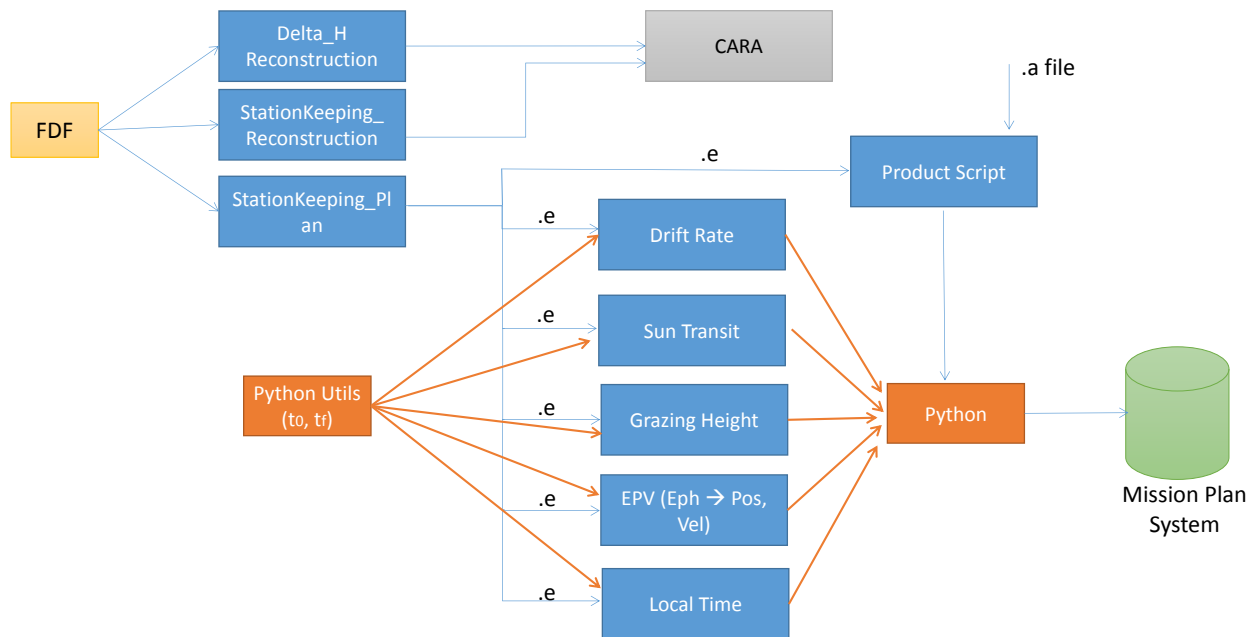 Delta_H
Reconstruction
CARA
.a file
FDF
StationKeeping_
Reconstruction
.e
Product Script
StationKeeping_Pl
an
.e
Drift Rate
.e
Sun Transit
Python Utils
(t0, tf)
.e
Grazing Height
Python
.e
EPV (Eph → Pos,
Vel)
Mission Plan
System
.e
Local Time